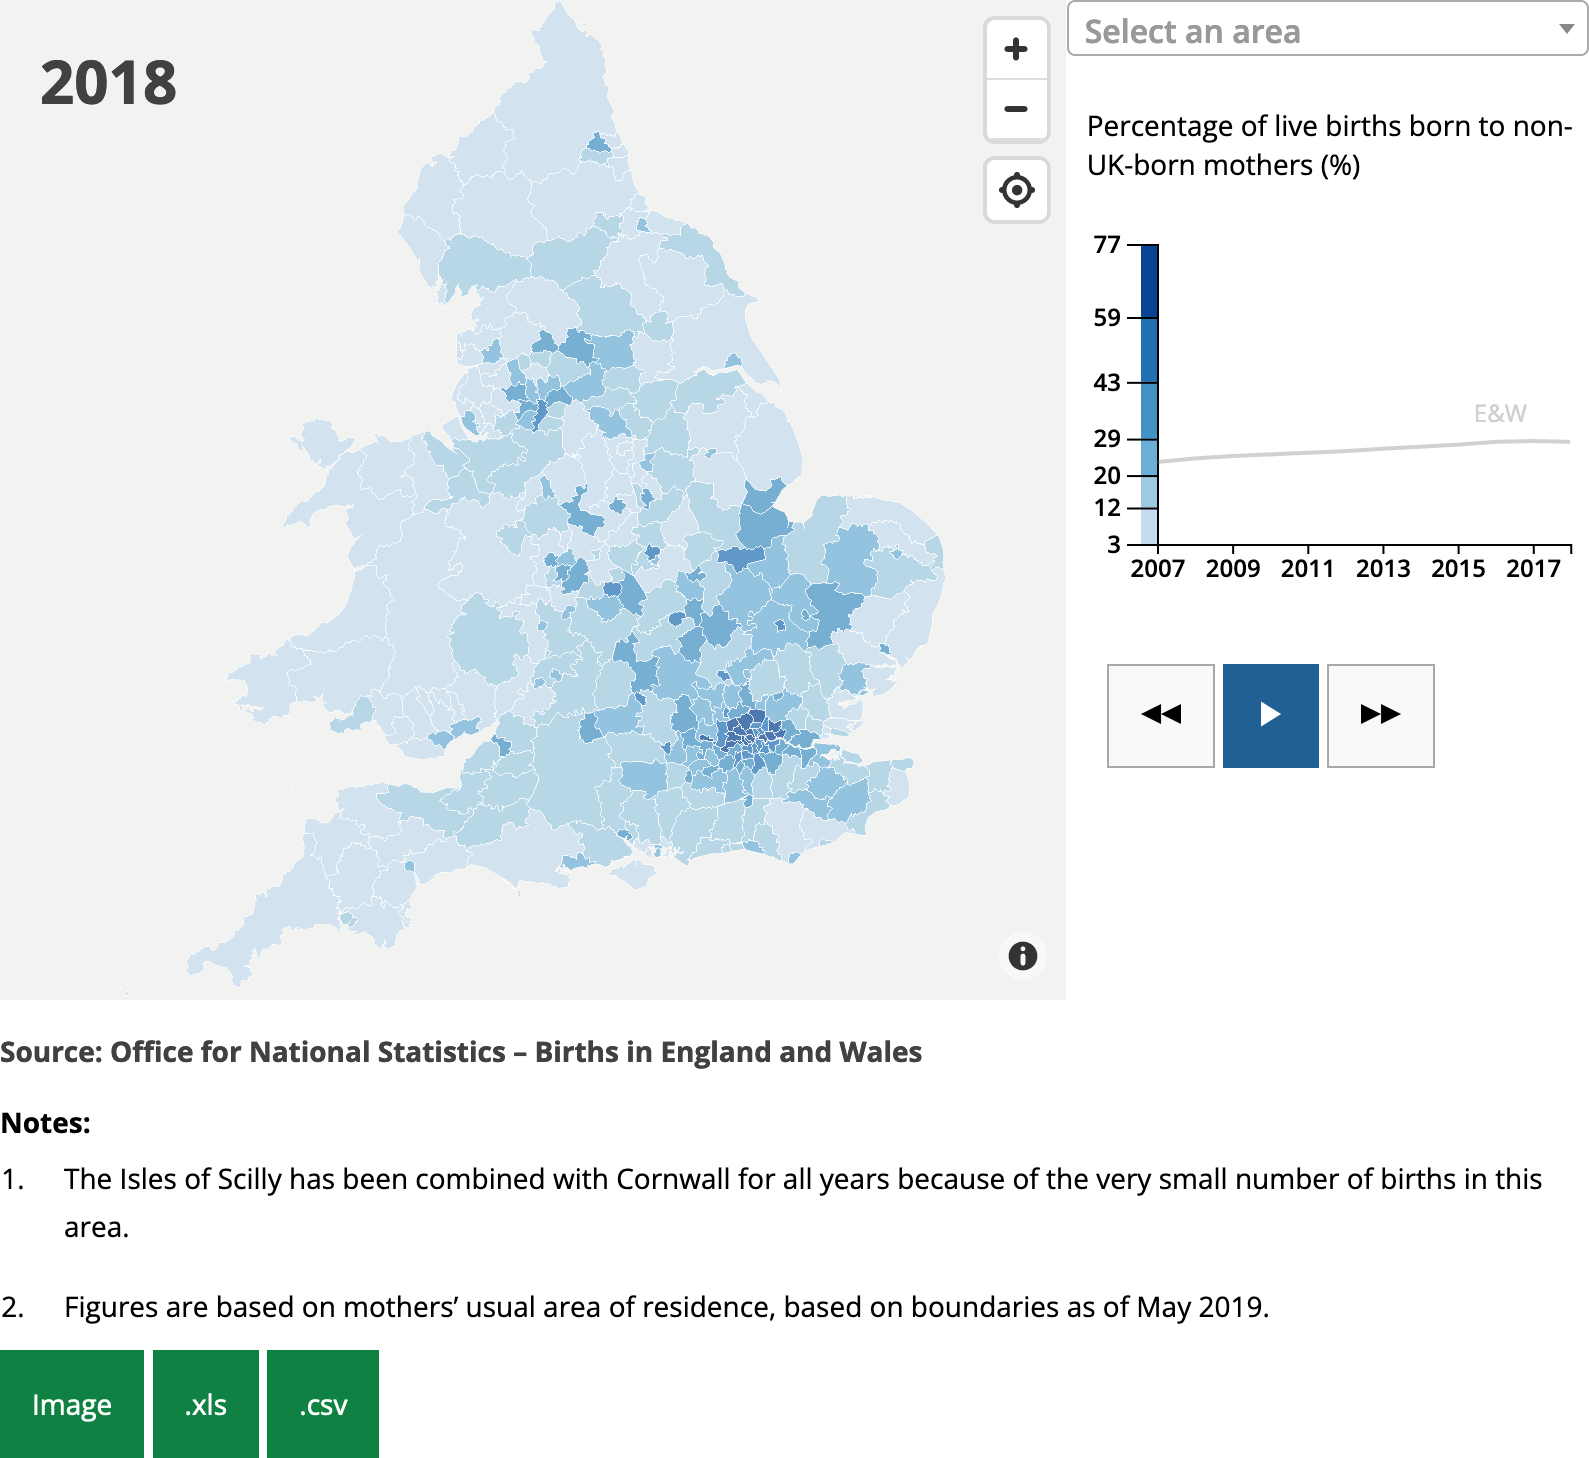 2018
Select an area
Percentage of live births born to non-
UK-born mothers (%)
77
59
43
29
20
12
3
E&W
2007 2009 2011 2013 2015 2017
Source: Office for National Statistics – Births in England and Wales
Notes:
1. The Isles of Scilly has been combined with Cornwall for all years because of the very small number of births in this
area.
2. Figures are based on mothers’ usual area of residence, based on boundaries as of May 2019.
Image .xls .csv